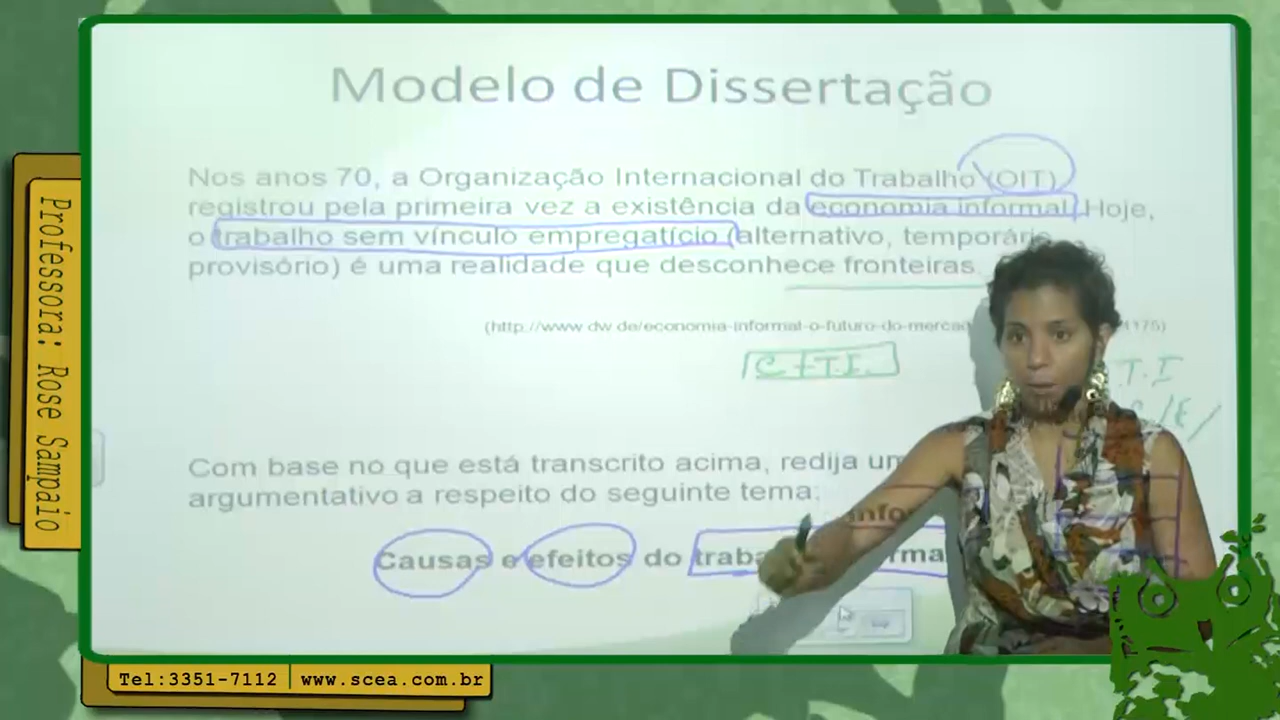 Modelo de Dissertação
Nos anos 70, a Organização Internacional do Trabalho (OIT)
registrou pela primeira vez a existência da economia informal. Hoje,
o trabalho sem vínculo empregatício (alternativo, temporário
provisório) é uma realidade que desconhece fronteiras
(http://www.dw.de/economia-informal-o-futuro-do-merca
1175)
C + T.I.
T.I
/E/
Com base no que está transcrito acima, redija um
argumentativo a respeito do seguinte tema:
Causas e efeitos do
Professora: Rose Sampaio
Tel:3351-7112 | www.scea.com.br